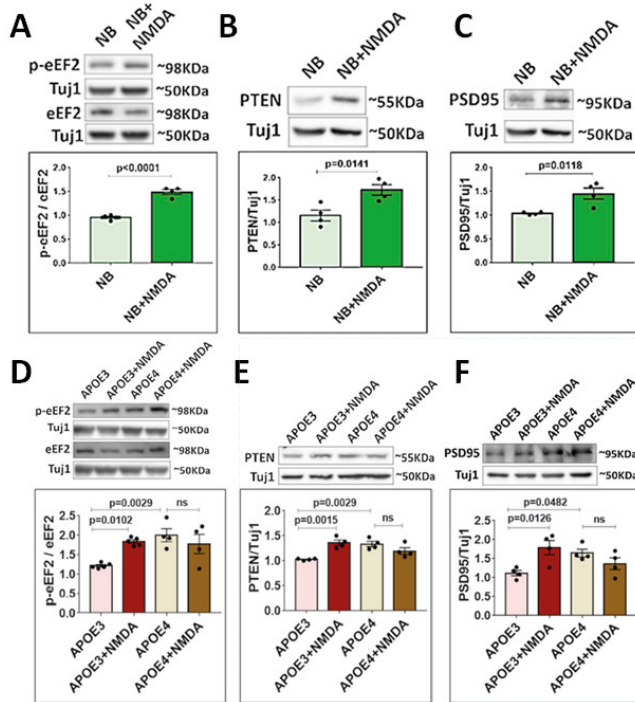 A
NB
NB+
NMDA
p-eEF2
~98KDa
Tuj1
~50KDa
eEF2
~98KDa
Tuj1
~50KDa
p<0.0001
p-eEF2 / eEF2
2.0
1.5
1.0
0.5
0.0
NB
NB+NMDA
B
NB
NB+NMDA
PTEN
~55KDa
Tuj1
~50KDa
p=0.0141
PTEN/Tuj1
2.0
1.5
1.0
0.5
0.0
NB
NB+NMDA
C
NB
NB+NMDA
PSD95
~95KDa
Tuj1
~50KDa
p=0.0118
PSD95/Tuj1
2.0
1.5
1.0
0.5
0.0
NB
NB+NMDA
D
APOE3
APOE3+NMDA
APOE4
APOE4+NMDA
p-eEF2
~98KDa
Tuj1
~50KDa
eEF2
~98KDa
Tuj1
~50KDa
p=0.0029
ns
p=0.0102
p-eEF2 / eEF2
2.5
2.0
1.5
1.0
0.5
0.0
APOE3
APOE3+NMDA
APOE4
APOE4+NMDA
E
APOE3
APOE3+NMDA
APOE4
APOE4+NMDA
PTEN
~55KDa
Tuj1
~50KDa
p=0.0029
ns
p=0.0015
PTEN/Tuj1
2.0
1.5
1.0
0.5
0.0
APOE3
APOE3+NMDA
APOE4
APOE4+NMDA
F
APOE3
APOE3+NMDA
APOE4
APOE4+NMDA
PSD95
~95KDa
Tuj1
~50KDa
p=0.0482
ns
p=0.0126
PSD95/Tuj1
2.5
2.0
1.5
1.0
0.5
0.0
APOE3
APOE3+NMDA
APOE4
APOE4+NMDA